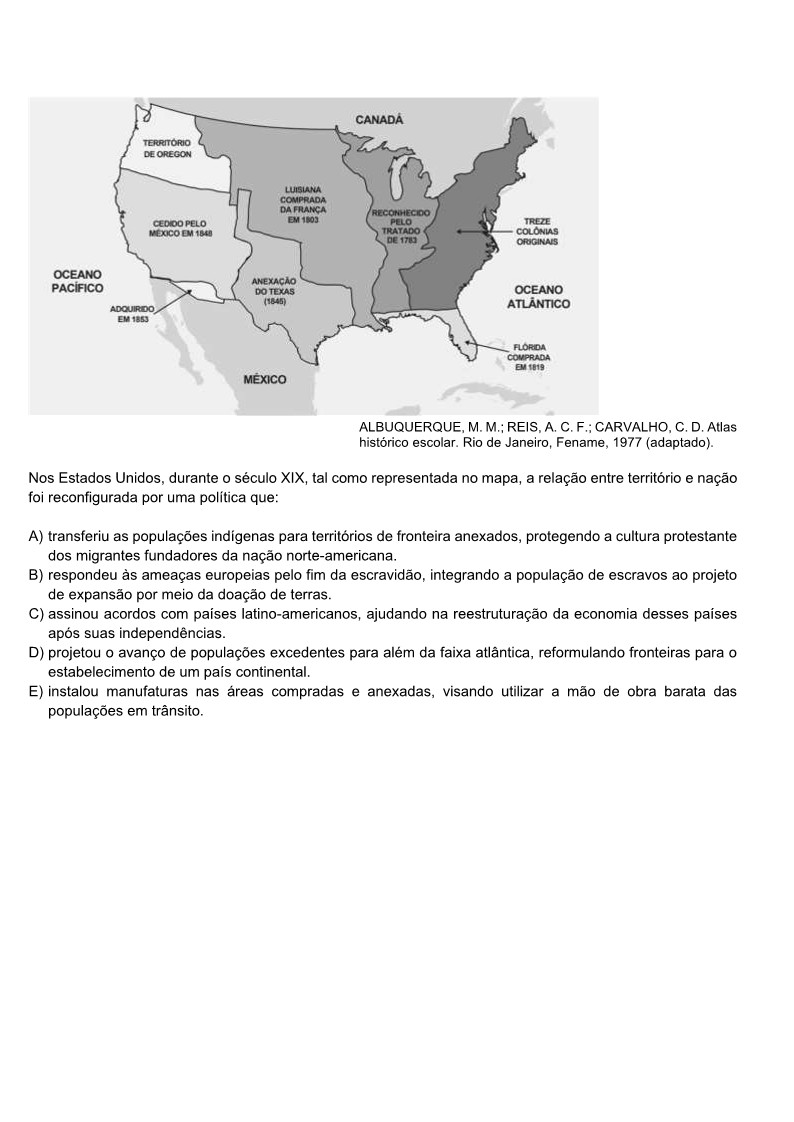 CANADÁ
TERRITÓRIO
DE OREGON
LUISIANA
COMPRADA
DA FRANÇA
EM 1803
RECONHECIDO
PELO
TRATADO
DE 1783
TREZE
COLÔNIAS
ORIGINAIS
CEDIDO PELO
MÉXICO EM 1848
OCEANO
PACÍFICO
ANEXAÇÃO
DO TEXAS
(1845)
OCEANO
ATLÂNTICO
ADQUIRIDO
EM 1853
FLÓRIDA
COMPRADA
EM 1819
MÉXICO
ALBUQUERQUE, M. M.; REIS, A. C. F.; CARVALHO, C. D. Atlas
histórico escolar. Rio de Janeiro, Fename, 1977 (adaptado).
Nos Estados Unidos, durante o século XIX, tal como representada no mapa, a relação entre território e nação
foi reconfigurada por uma política que:
A) transferiu as populações indígenas para territórios de fronteira anexados, protegendo a cultura protestante
dos migrantes fundadores da nação norte-americana.
B) respondeu às ameaças europeias pelo fim da escravidão, integrando a população de escravos ao projeto
de expansão por meio da doação de terras.
C) assinou acordos com países latino-americanos, ajudando na reestruturação da economia desses países
após suas independências.
D) projetou o avanço de populações excedentes para além da faixa atlântica, reformulando fronteiras para o
estabelecimento de um país continental.
E) instalou manufaturas nas áreas compradas e anexadas, visando utilizar a mão de obra barata das
populações em trânsito.